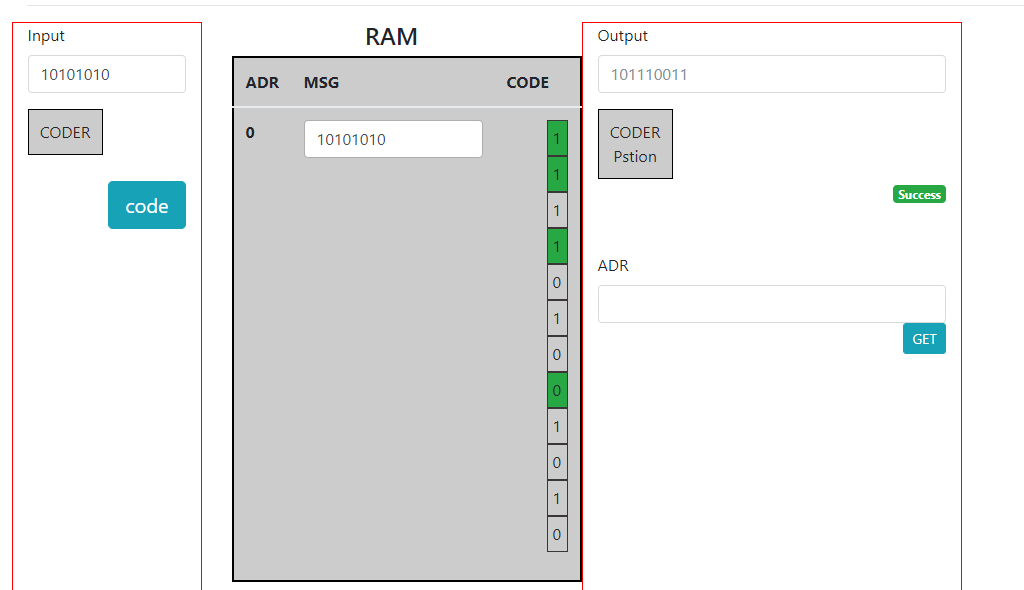 Input
10101010
CODER
code
RAM
ADR MSG CODE
0 10101010
1
1
1
1
0
1
0
0
1
0
1
0
Output
101110011
CODER
Pstion
Success
ADR
GET